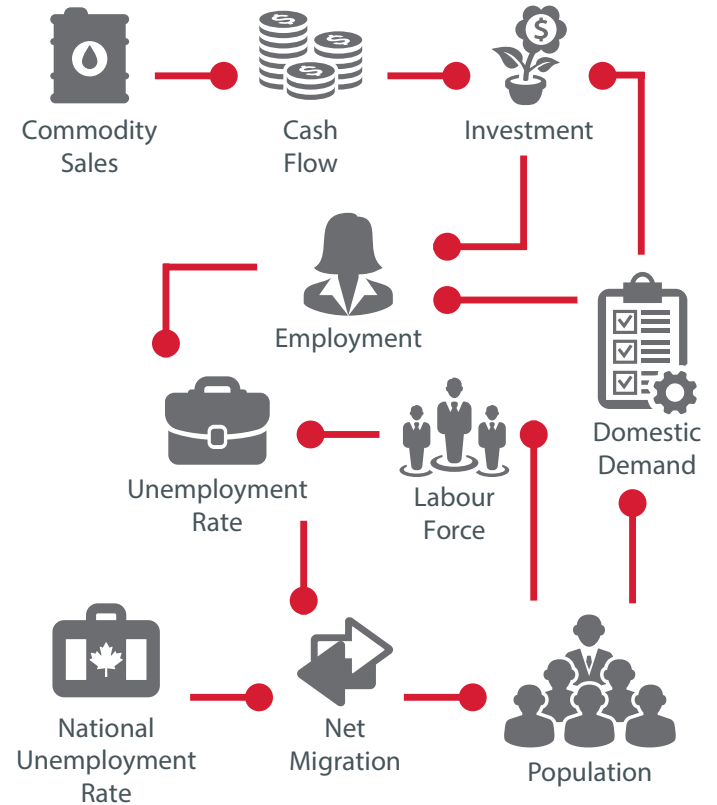 Commodity
Sales
Cash
Flow
$
Investment
Employment
Domestic
Demand
Unemployment
Rate
Labour
Force
National
Unemployment
Rate
Net
Migration
Population